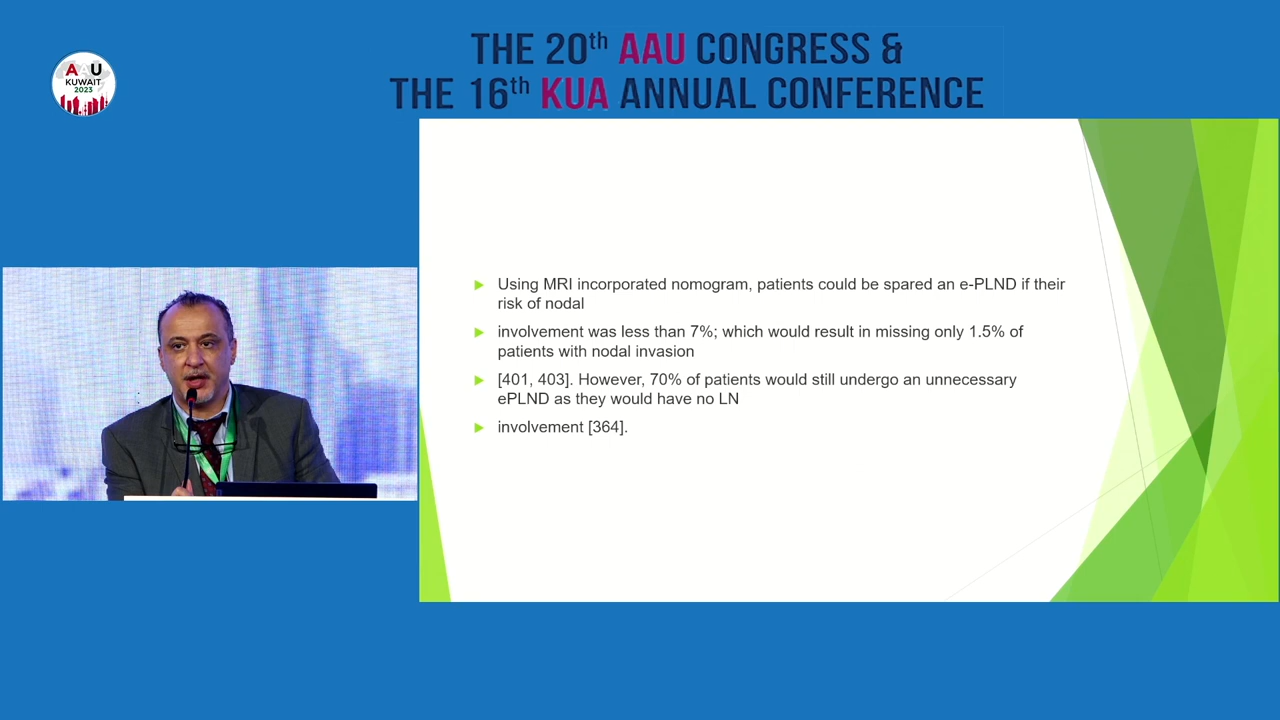 THE 20th AAU CONGRESS &
THE 16th KUA ANNUAL CONFERENCE
AAU
KUWAIT
2023
Using MRI incorporated nomogram, patients could be spared an e-PLND if their
risk of nodal
involvement was less than 7%; which would result in missing only 1.5% of
patients with nodal invasion
[401, 403]. However, 70% of patients would still undergo an unnecessary
ePLND as they would have no LN
involvement [364].